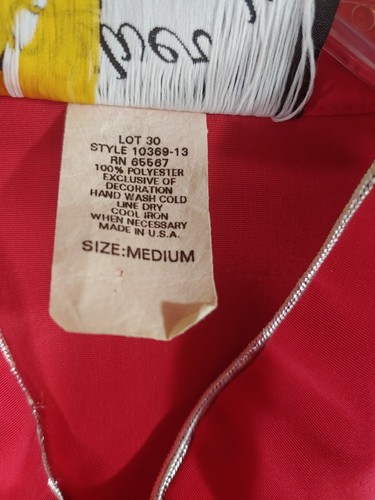 LOT 30
STYLE 10369-13
RN 65567
100% POLYESTER
EXCLUSIVE OF
DECORATION
HAND WASH COLD
LINE DRY
COOL IRON
WHEN NECESSARY
MADE IN U.S.A.
SIZE:MEDIUM